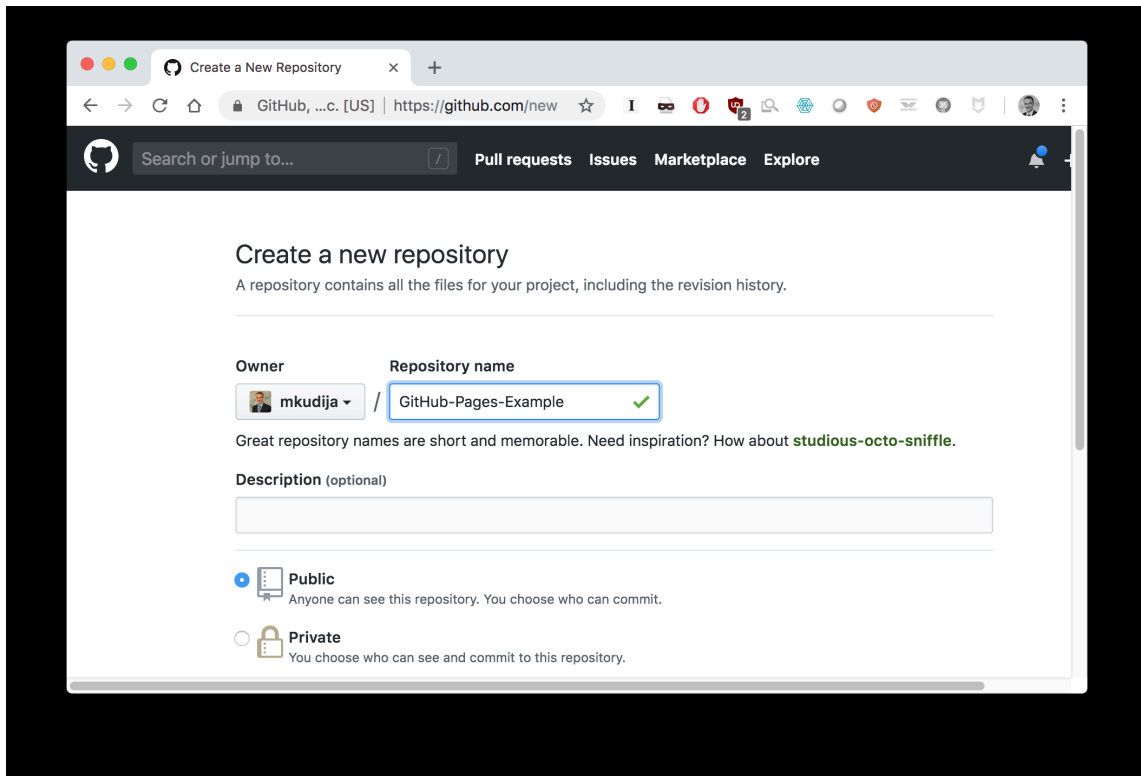 Create a New Repository
GitHub, ...c. [US] https://github.com/new
2
Search or jump to... /
Pull requests Issues Marketplace Explore
Create a new repository
A repository contains all the files for your project, including the revision history.
Owner Repository name
mkudija / GitHub-Pages-Example
Great repository names are short and memorable. Need inspiration? How about studious-octo-sniffle.
Description (optional)
Public
Anyone can see this repository. You choose who can commit.
Private
You choose who can see and commit to this repository.